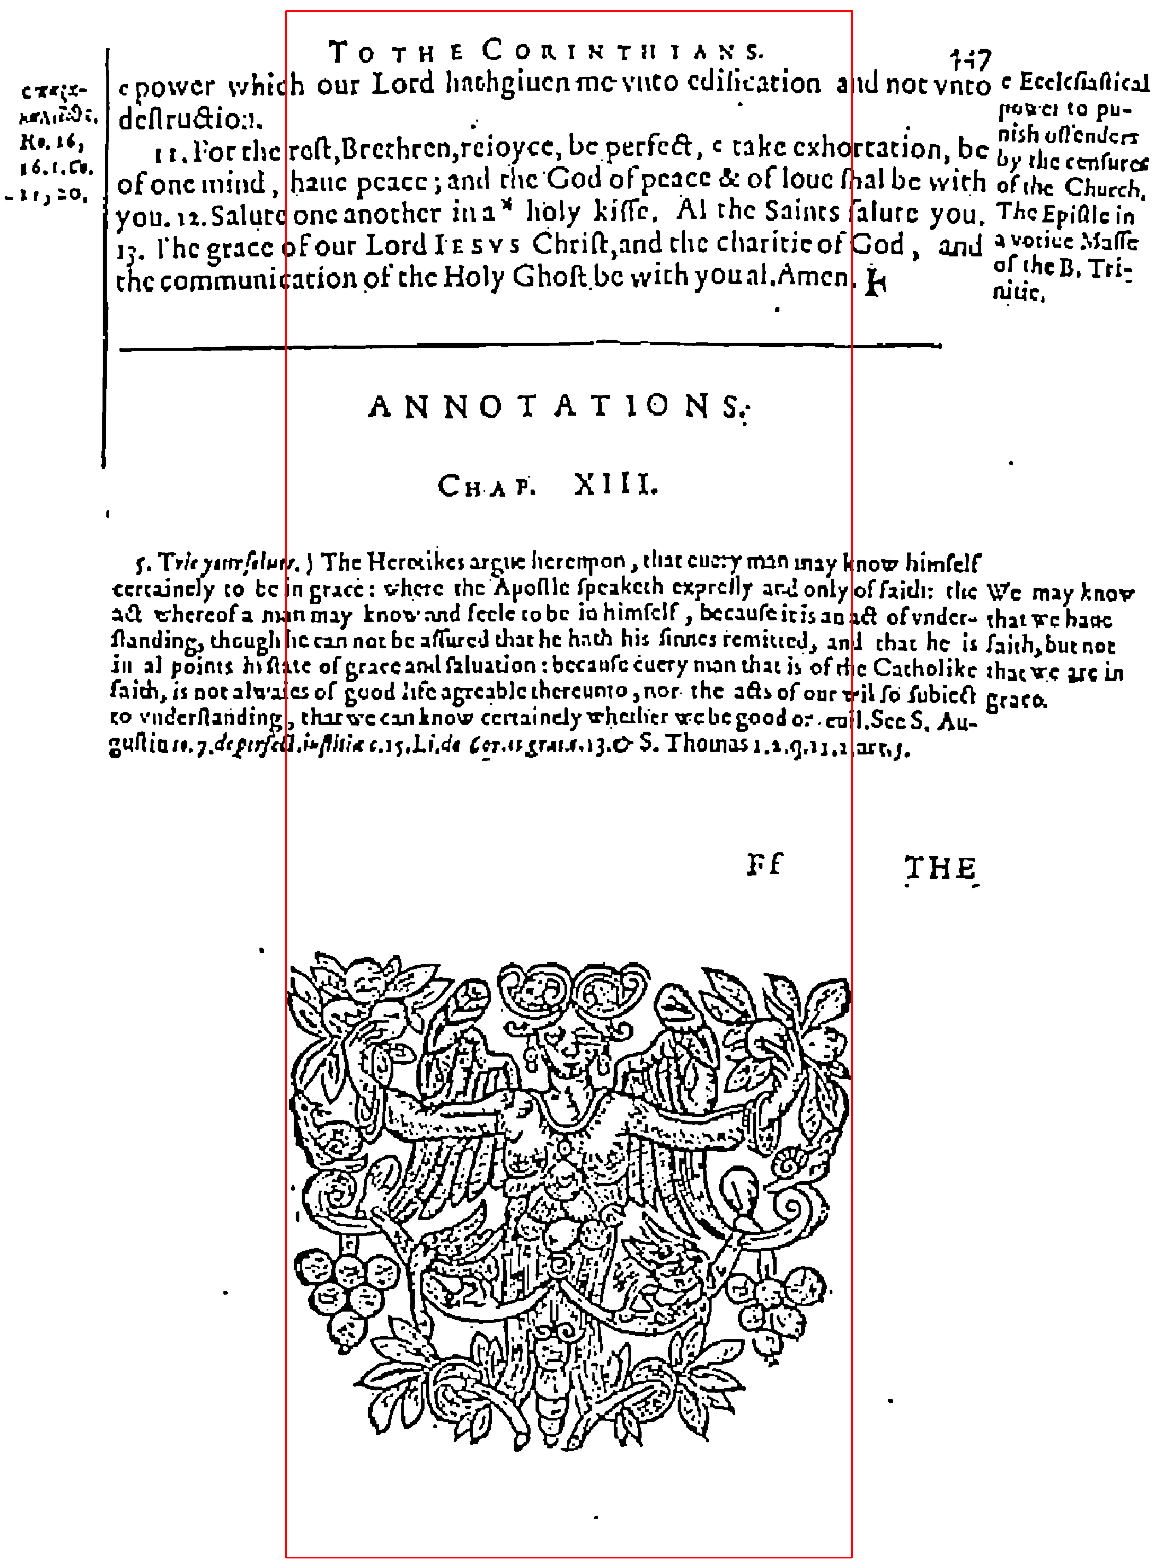 TO THE CORINTHIANS.
power which our Lord hath giuen me vnto edification and not vnto
destruction.
11. For the rest, Brethren, reioyce, be perfect, take exhortation, be
of one mind, haue peace; and the God of peace & of loue shal be with
you. 12. Salute one another in a* holy kisse. Al the Saints salute you.
13. The grace of our Lord IESVS Christ, and the charitie of God, and
the communication of the Holy Ghost be with you al. Amen.
Ro. 16,
16. 1. Co.
c Ecclesiastical
power to pu-
nish offenders
by the censures
of the Church.
The Epistle in
a votiue Masse
of the B. Tri-
nitie.
ANNOTATIONS.
CHAP. XIII.
5. Trie your selues.) The Heretikes argue hereupon, that euery man may know himself
certainely to be in grace: where the Apostle speaketh expresly and only of faith: the
act whereof a man may know and feele to be in himself, because it is an act of vnder-
standing, though he can not be assured that he hath his sinnes remitted, and that he is
in al points in state of grace and saluation: because euery man that is of the Catholike
faith, is not alwaies of good life agreable thereunto, nor the acts of our wil so subiect
to vnderstanding, that we can know certainely whether we be good or euil. See S. Au-
gustin to. 7. de perfect. iustitiæ c. 15. Li. de Cor. & grat. c. 13. & S. Thomas 1. 2. q. 112. art. 5.
We may know
that we haue
faith, but not
that we are in
grace.
Ff THE